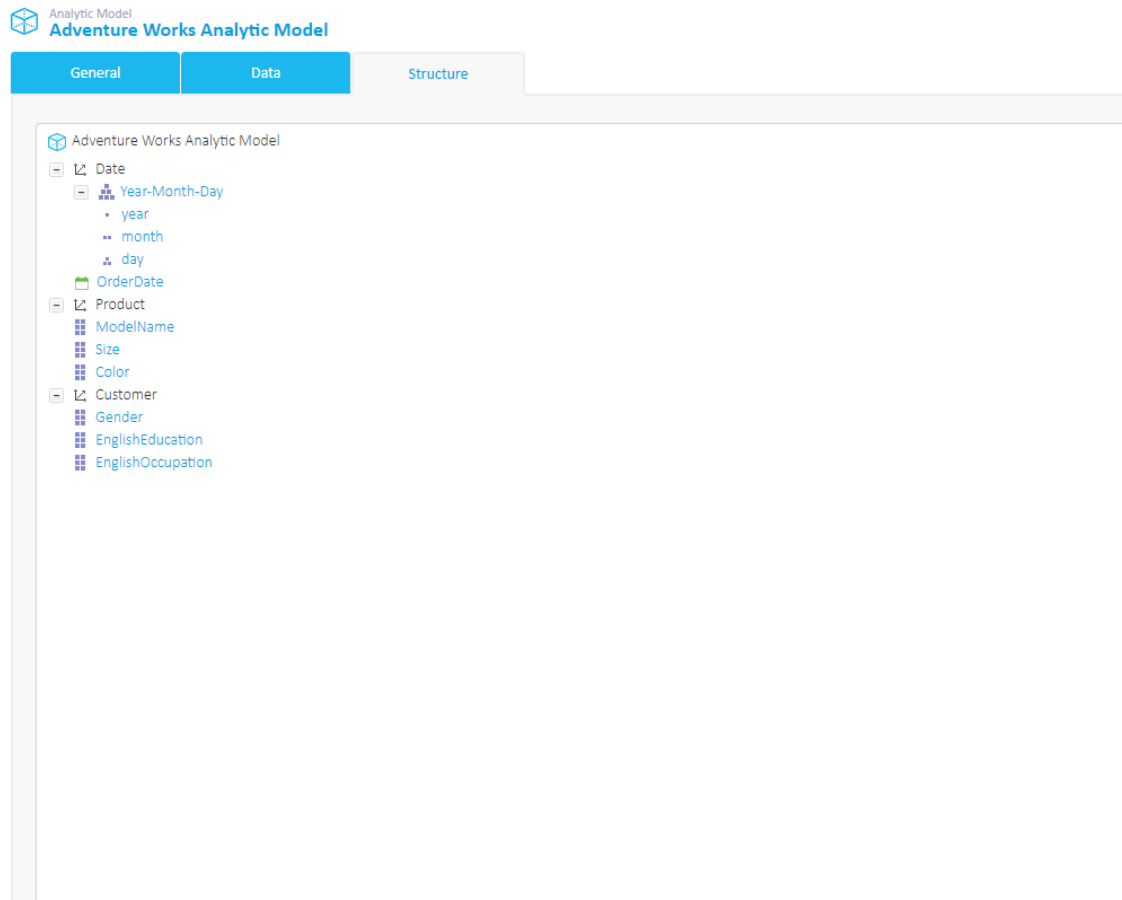 Analytic Model
Adventure Works Analytic Model
General Data Structure
Adventure Works Analytic Model
Date
Year-Month-Day
year
month
day
OrderDate
Product
ModelName
Size
Color
Customer
Gender
EnglishEducation
EnglishOccupation